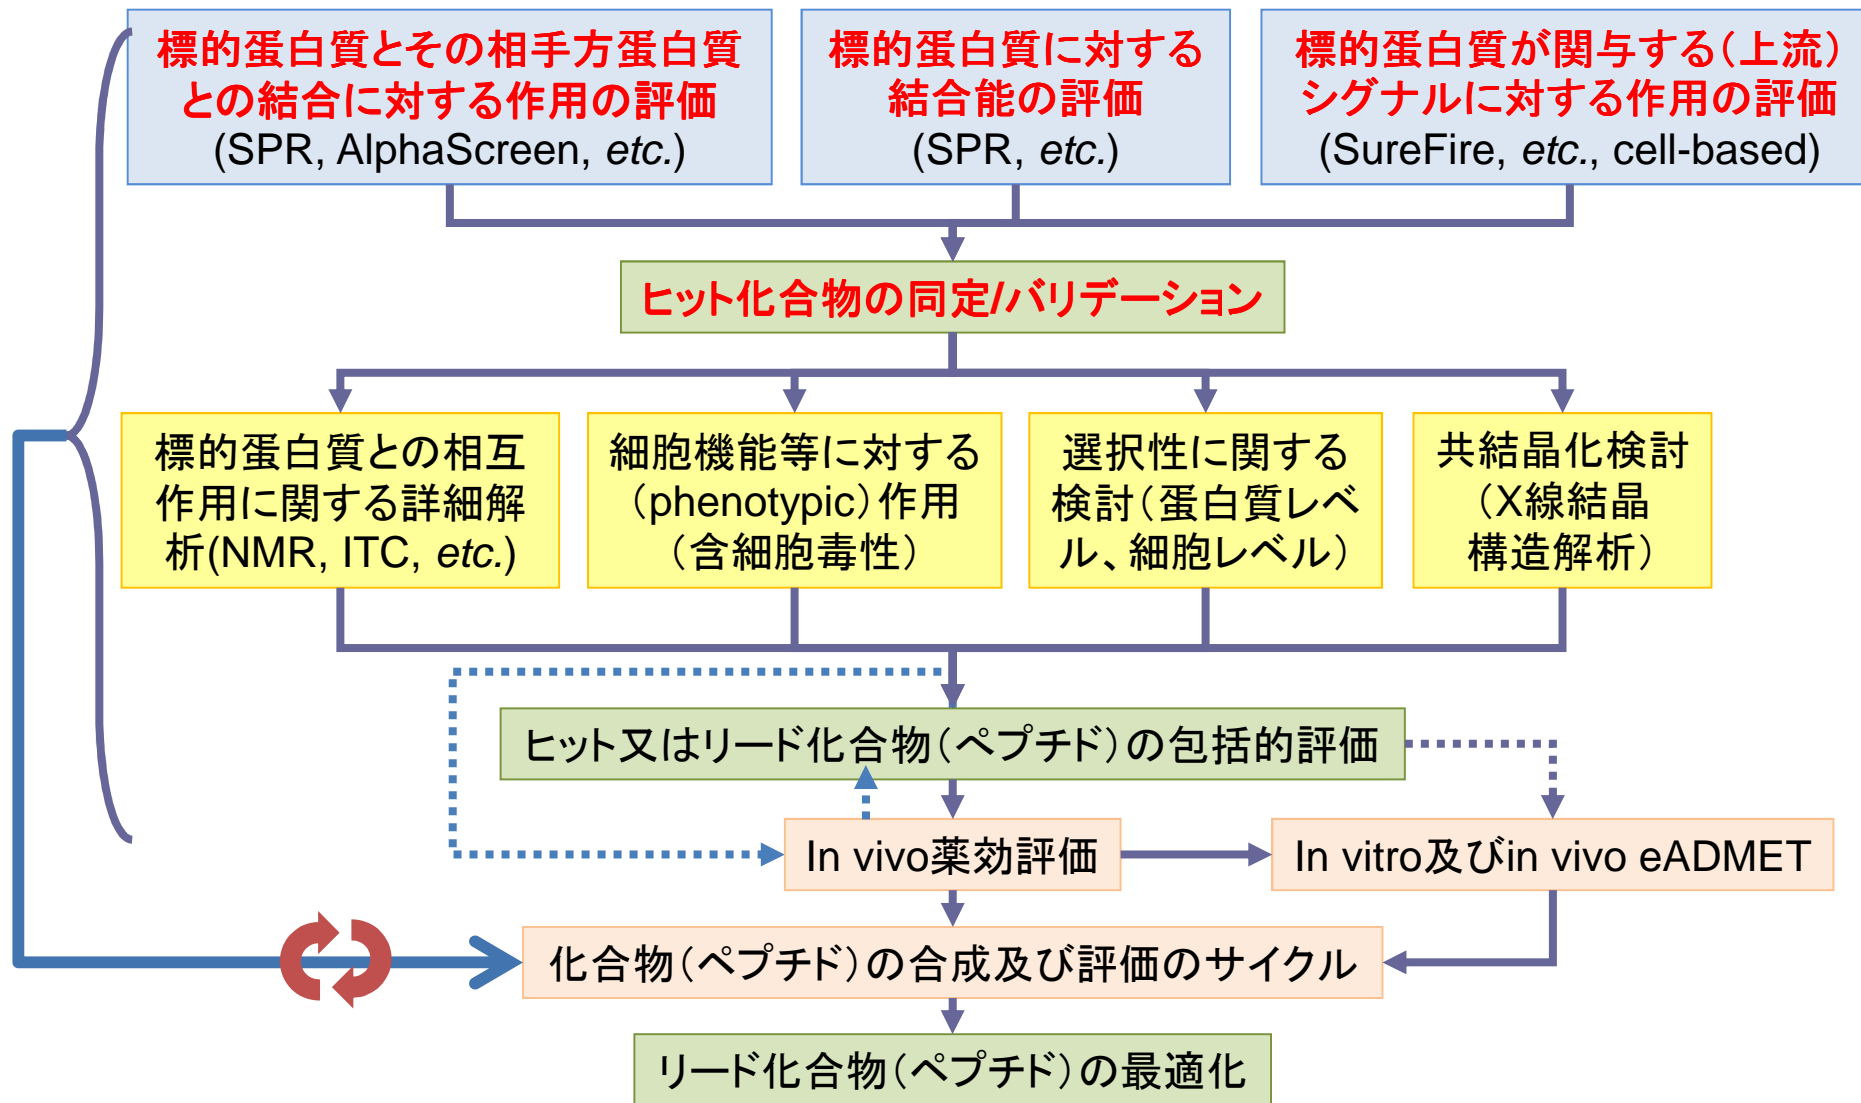 標的蛋白質とその相手方蛋白質
との結合に対する作用の評価
(SPR, AlphaScreen, etc.)
標的蛋白質に対する
結合能の評価
(SPR, etc.)
標的蛋白質が関与する（上流）
シグナルに対する作用の評価
(SureFire, etc., cell-based)
ヒット化合物の同定/バリデーション
標的蛋白質との相互
作用に関する詳細解
析(NMR, ITC, etc.)
細胞機能等に対する
（phenotypic）作用
（含細胞毒性）
選択性に関する
検討（蛋白質レベ
ル、細胞レベル）
共結晶化検討
（X線結晶
構造解析）
ヒット又はリード化合物（ペプチド）の包括的評価
In vivo薬効評価
In vitro及びin vivo eADMET
化合物（ペプチド）の合成及び評価のサイクル
リード化合物（ペプチド）の最適化